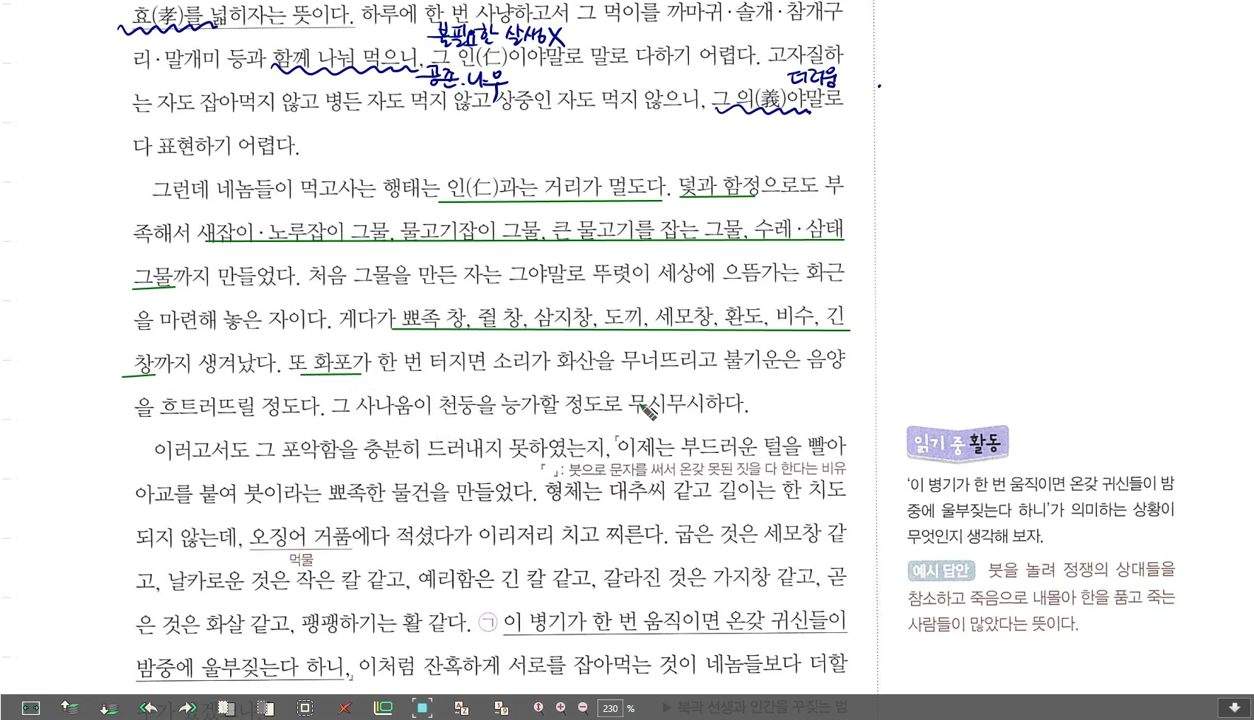 효(孝)를 넓히자는 뜻이다. 하루에 한 번 사냥하고서 그 먹이를 까마귀·솔개·참개구
불필요한 살생X
리·말개미 등과 함께 나눠 먹으니, 그 인(仁)이야말로 말로 다하기 어렵다. 고자질하
공존·나눔
더러움
는 자도 잡아먹지 않고 병든 자도 먹지 않고 상중인 자도 먹지 않으니, 그 의(義)야말로
다 표현하기 어렵다.
그런데 네놈들이 먹고사는 행태는 인(仁)과는 거리가 멀도다. 덫과 함정으로도 부
족해서 새잡이·노루잡이 그물, 물고기잡이 그물, 큰 물고기를 잡는 그물, 수레·삼태
그물까지 만들었다. 처음 그물을 만든 자는 그야말로 뚜렷이 세상에 으뜸가는 화근
을 마련해 놓은 자이다. 게다가 뾰족 창, 쥘 창, 삼지창, 도끼, 세모창, 환도, 비수, 긴
창까지 생겨났다. 또 화포가 한 번 터지면 소리가 화산을 무너뜨리고 불기운은 음양
을 흐트러뜨릴 정도다. 그 사나움이 천둥을 능가할 정도로 무시무시하다.
이러고서도 그 포악함을 충분히 드러내지 못하였는지, 『이제는 부드러운 털을 빨아
『 』: 붓으로 문자를 써서 온갖 못된 짓을 다 한다는 비유
아교를 붙여 붓이라는 뾰족한 물건을 만들었다. 형체는 대추씨 같고 길이는 한 치도
되지 않는데, 오징어 거품에다 적셨다가 이리저리 치고 찌른다. 굽은 것은 세모창 같
먹물
고, 날카로운 것은 작은 칼 같고, 예리함은 긴 칼 같고, 갈라진 것은 가지창 같고, 곧
은 것은 화살 같고, 팽팽하기는 활 같다. ㉠ 이 병기가 한 번 움직이면 온갖 귀신들이
밤중에 울부짖는다 하니,』 이처럼 잔혹하게 서로를 잡아먹는 것이 네놈들보다 더할
읽기 중 활동
'이 병기가 한 번 움직이면 온갖 귀신들이 밤
중에 울부짖는다 하니'가 의미하는 상황이
무엇인지 생각해 보자.
예시 답안 붓을 놀려 정쟁의 상대들을
참소하고 죽음으로 내몰아 한을 품고 죽는
사람들이 많았다는 뜻이다.
230 %
▶ 북곽 선생과 인간을 꾸짖는 범